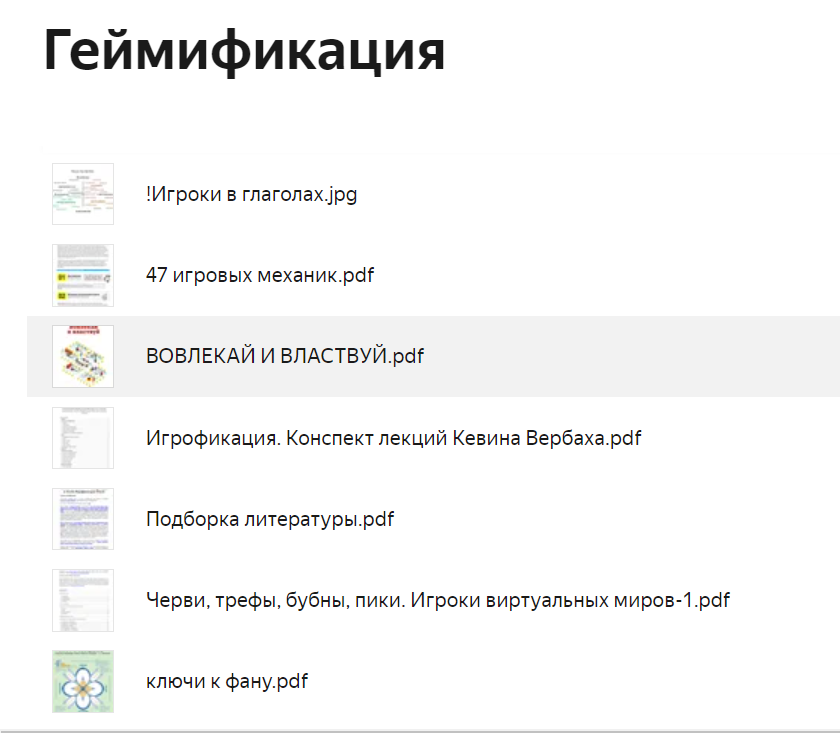 Геймификация
!Игроки в глаголах.jpg
47 игровых механик.pdf
ВОВЛЕКАЙ И ВЛАСТВУЙ.pdf
Игрофикация. Конспект лекций Кевина Вербаха.pdf
Подборка литературы.pdf
Черви, трефы, бубны, пики. Игроки виртуальных миров-1.pdf
ключи к фану.pdf